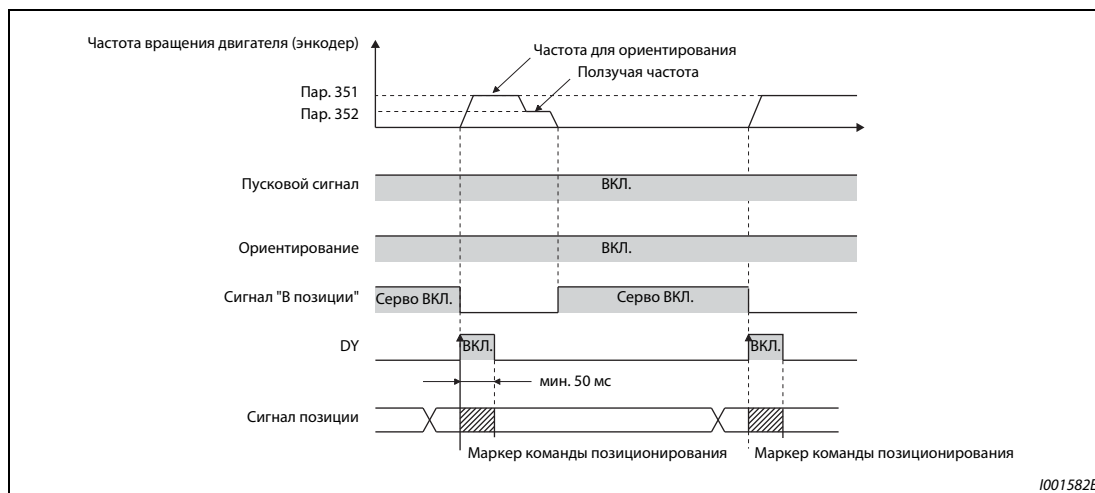 Частота вращения двигателя (энкодер)
Частота для ориентирования
Ползучая частота
Пар. 351
Пар. 352
Пусковой сигнал
ВКЛ.
Ориентирование
ВКЛ.
Сигнал "В позиции"
Серво ВКЛ.
Серво ВКЛ.
DY
ВКЛ.
ВКЛ.
мин. 50 мс
Сигнал позиции
Маркер команды позиционирования
Маркер команды позиционирования
I001582E